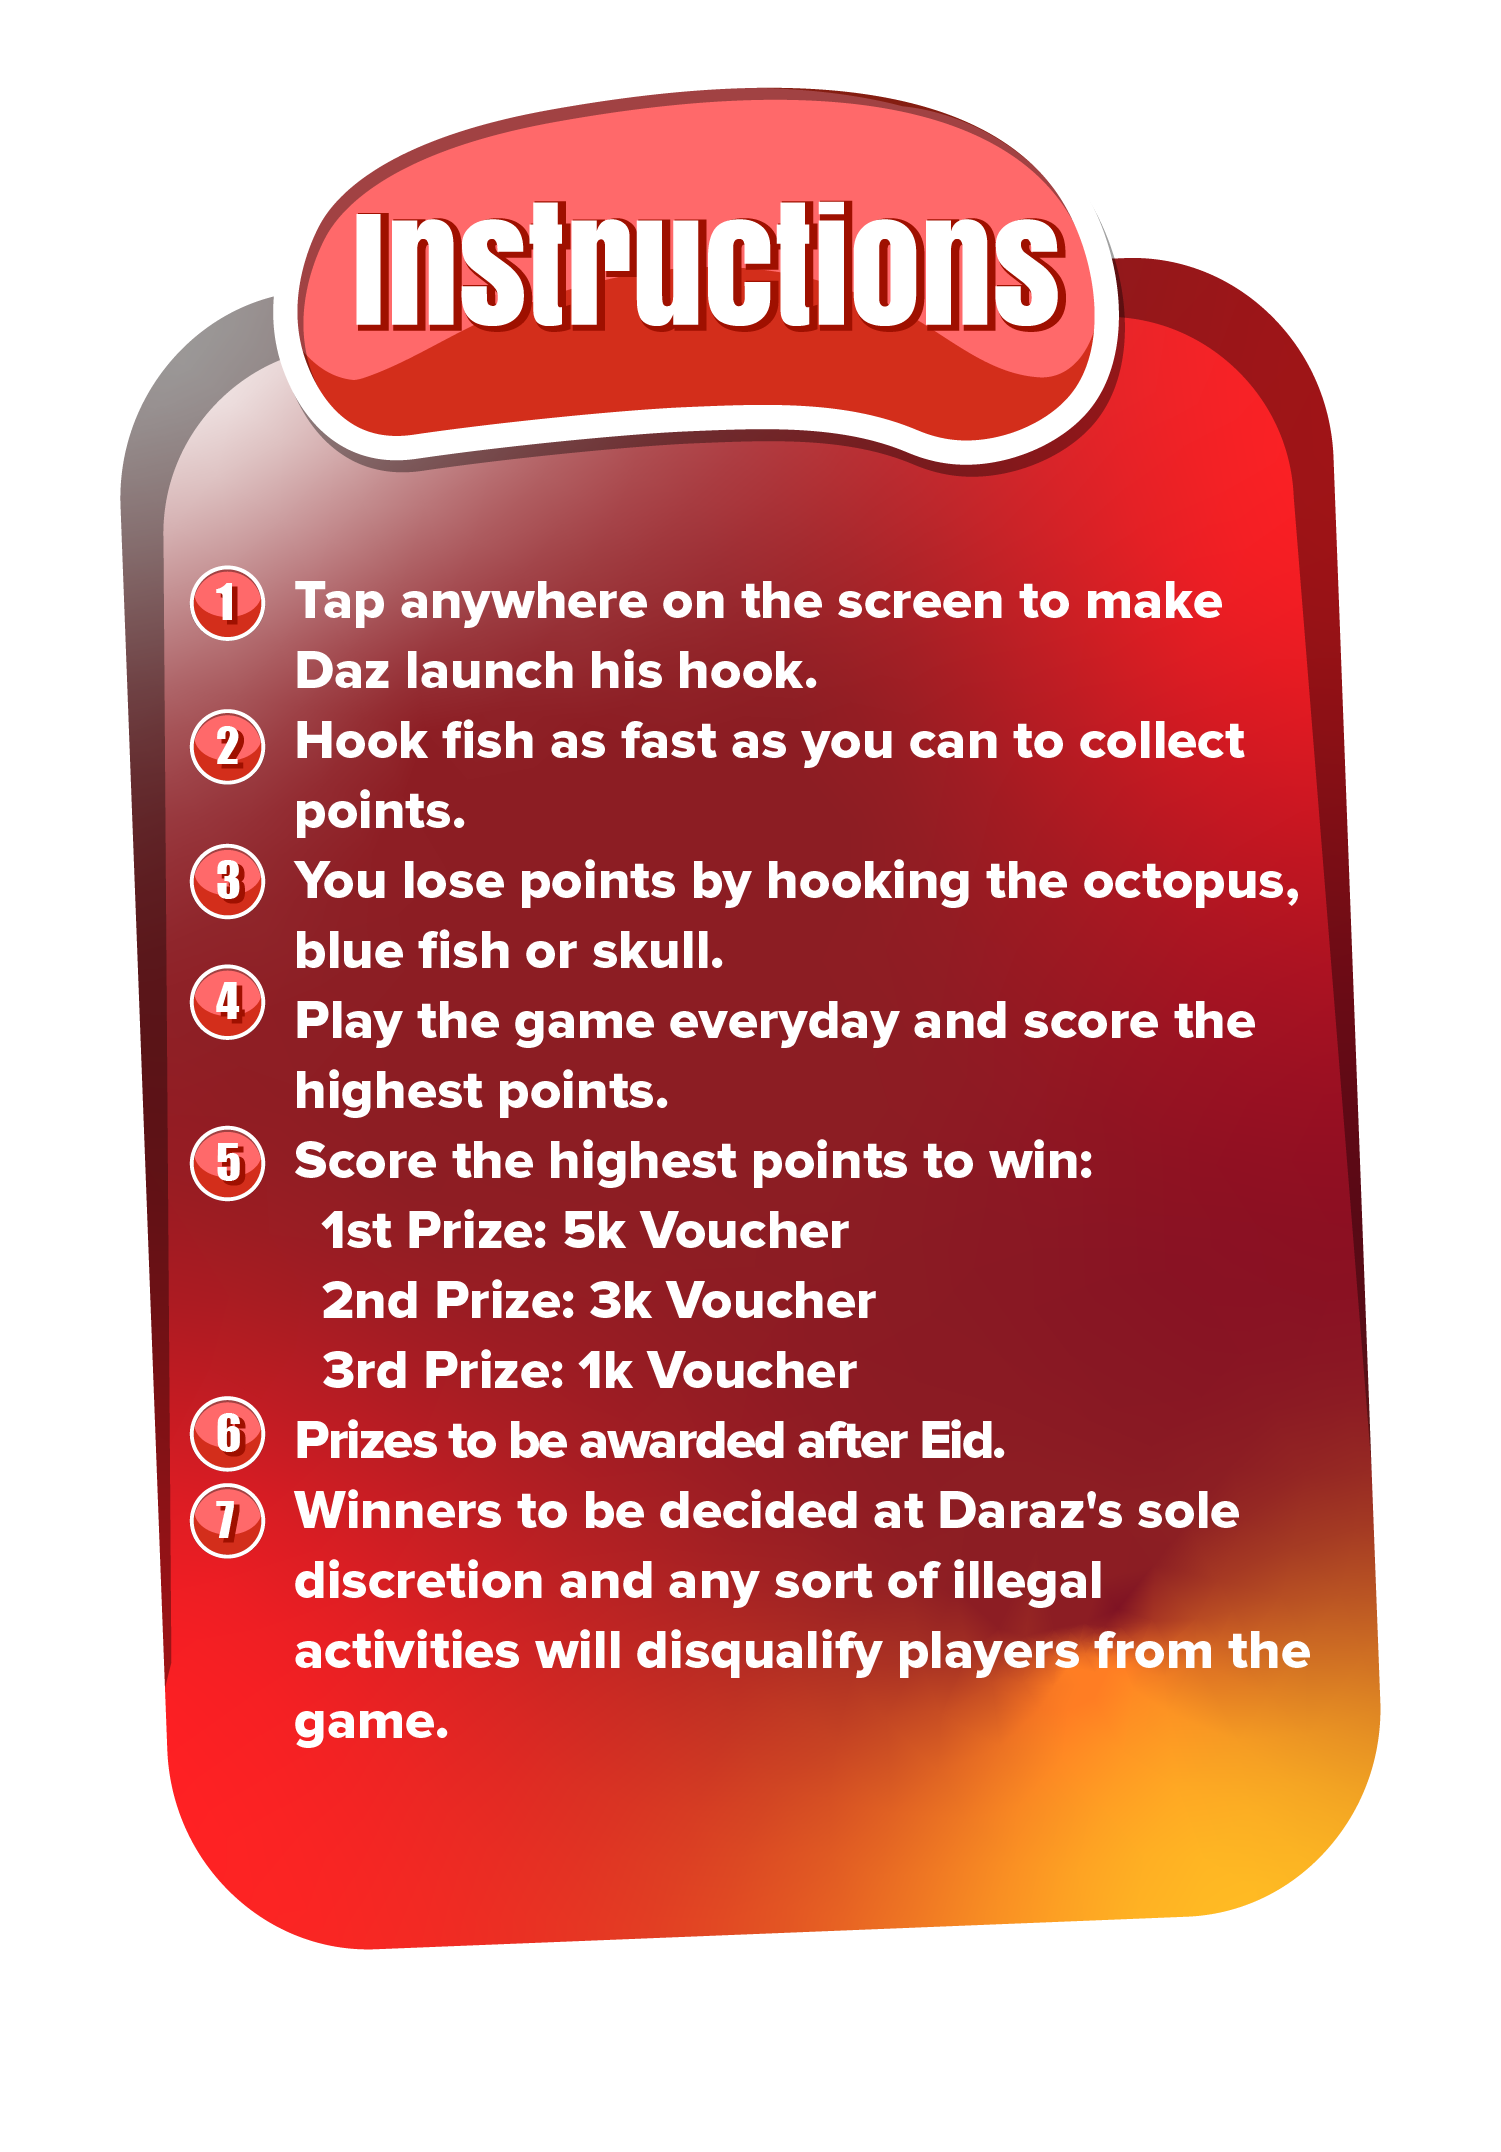 Instructions
1 Tap anywhere on the screen to make
Daz launch his hook.
2 Hook fish as fast as you can to collect
points.
3 You lose points by hooking the octopus,
blue fish or skull.
4 Play the game everyday and score the
highest points.
5 Score the highest points to win:
1st Prize: 5k Voucher
2nd Prize: 3k Voucher
3rd Prize: 1k Voucher
6 Prizes to be awarded after Eid.
7 Winners to be decided at Daraz's sole
discretion and any sort of illegal
activities will disqualify players from the
game.